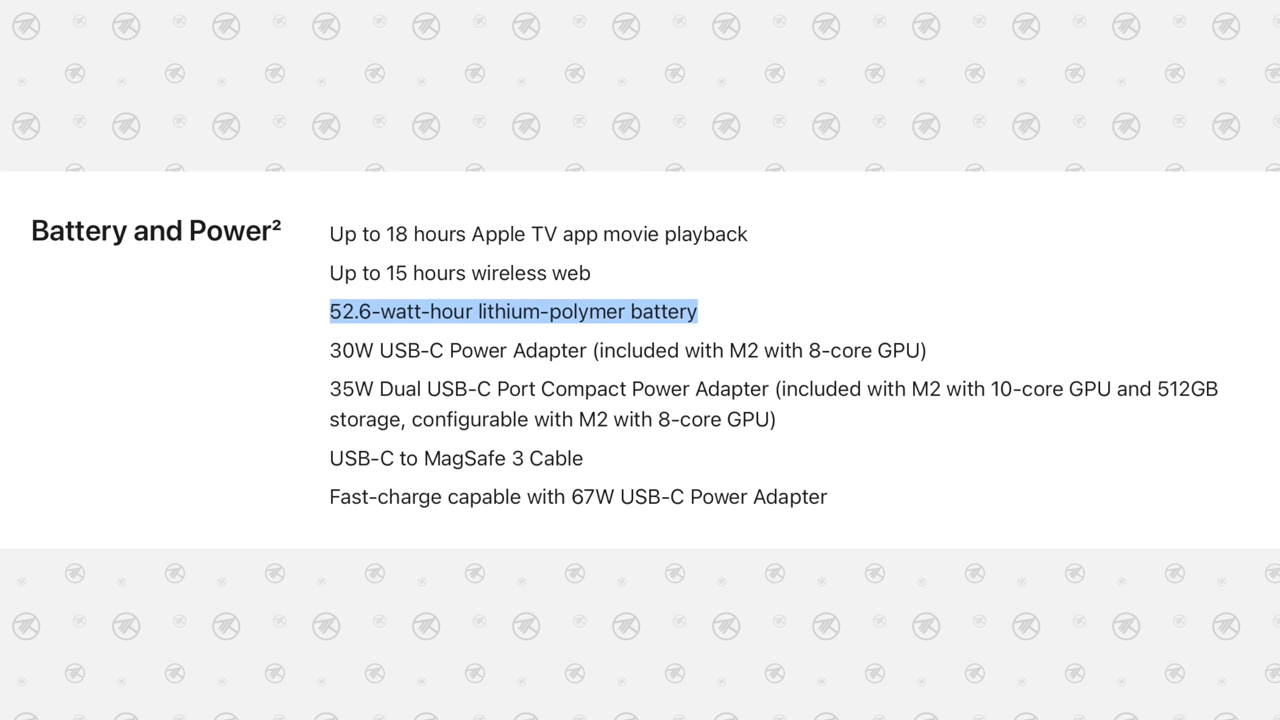 Battery and Power²
Up to 18 hours Apple TV app movie playback
Up to 15 hours wireless web
52.6-watt-hour lithium-polymer battery
30W USB-C Power Adapter (included with M2 with 8-core GPU)
35W Dual USB-C Port Compact Power Adapter (included with M2 with 10-core GPU and 512GB
storage, configurable with M2 with 8-core GPU)
USB-C to MagSafe 3 Cable
Fast-charge capable with 67W USB-C Power Adapter